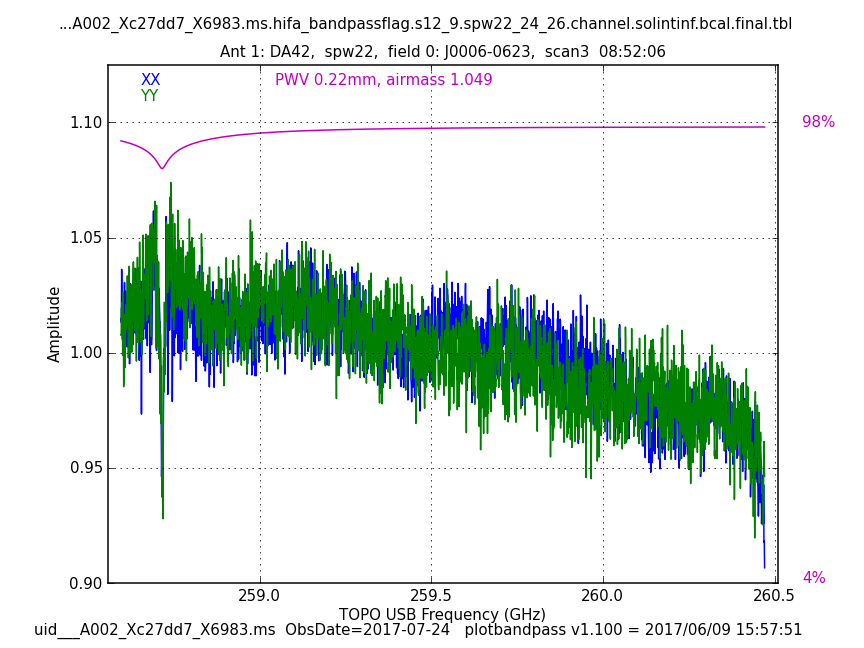 ...A002_Xc27dd7_X6983.ms.hifa_bandpassflag.s12_9.spw22_24_26.channel.solintinf.bcal.final.tbl
Ant 1: DA42,  spw22,  field 0: J0006-0623,  scan3  08:52:06
XX
PWV 0.22mm, airmass 1.049
YY
98%
1.10
1.05
1.00
0.95
0.90
Amplitude
4%
259.0 259.5 260.0 260.5
TOPO USB Frequency (GHz)
uid___A002_Xc27dd7_X6983.ms  ObsDate=2017-07-24   plotbandpass v1.100 = 2017/06/09 15:57:51